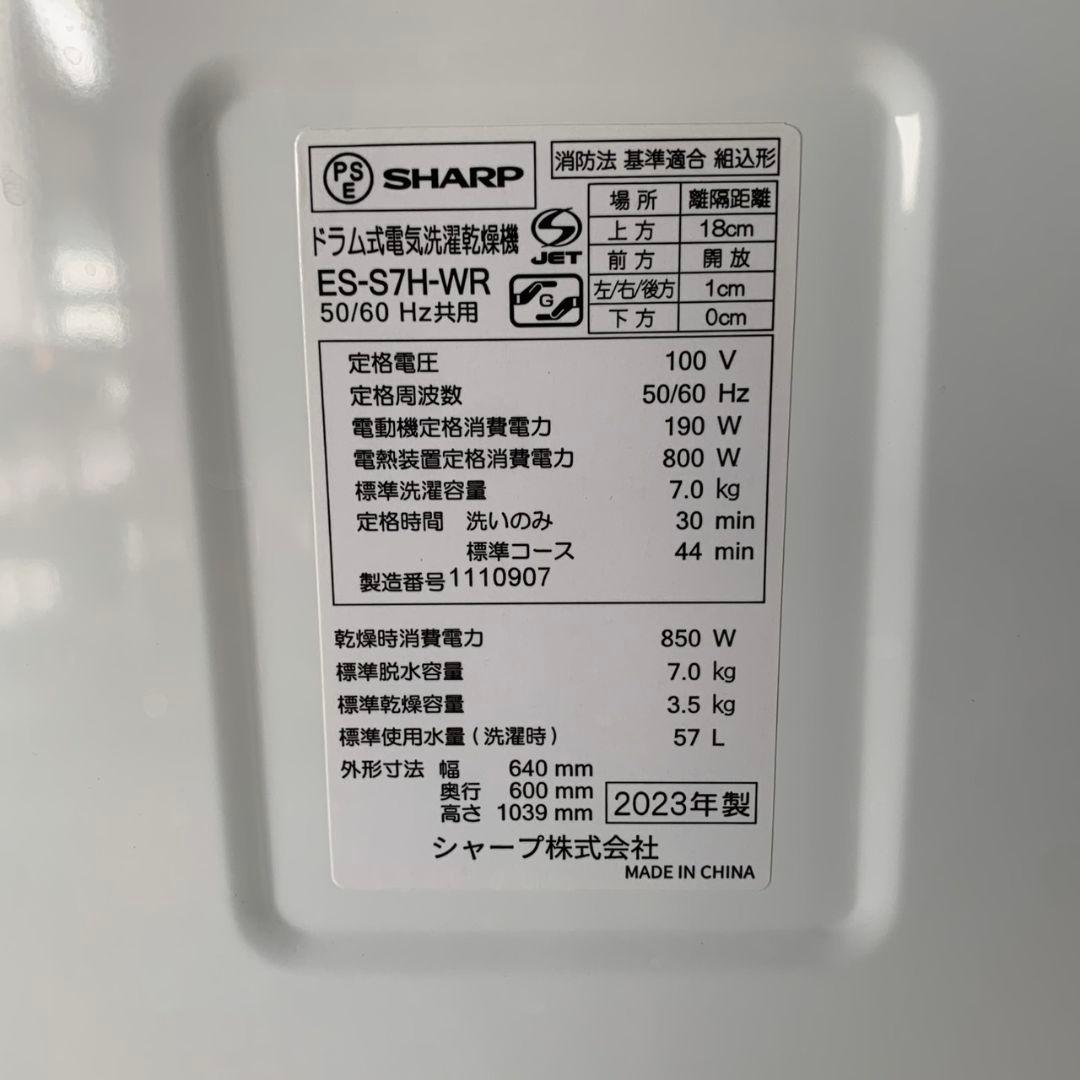 PSE SHARP
消防法 基準適合 組込形
ドラム式電気洗濯乾燥機
S JET
ES-S7H-WR
50/60 Hz共用
G
場所 離隔距離
上方 18cm
前方 開放
左/右/後方 1cm
下方 0cm
定格電圧 100 V
定格周波数 50/60 Hz
電動機定格消費電力 190 W
電熱装置定格消費電力 800 W
標準洗濯容量 7.0 kg
定格時間 洗いのみ 30 min
標準コース 44 min
製造番号 1110907
乾燥時消費電力 850 W
標準脱水容量 7.0 kg
標準乾燥容量 3.5 kg
標準使用水量(洗濯時) 57 L
外形寸法 幅 640 mm
奥行 600 mm
高さ 1039 mm
2023年製
シャープ株式会社
MADE IN CHINA